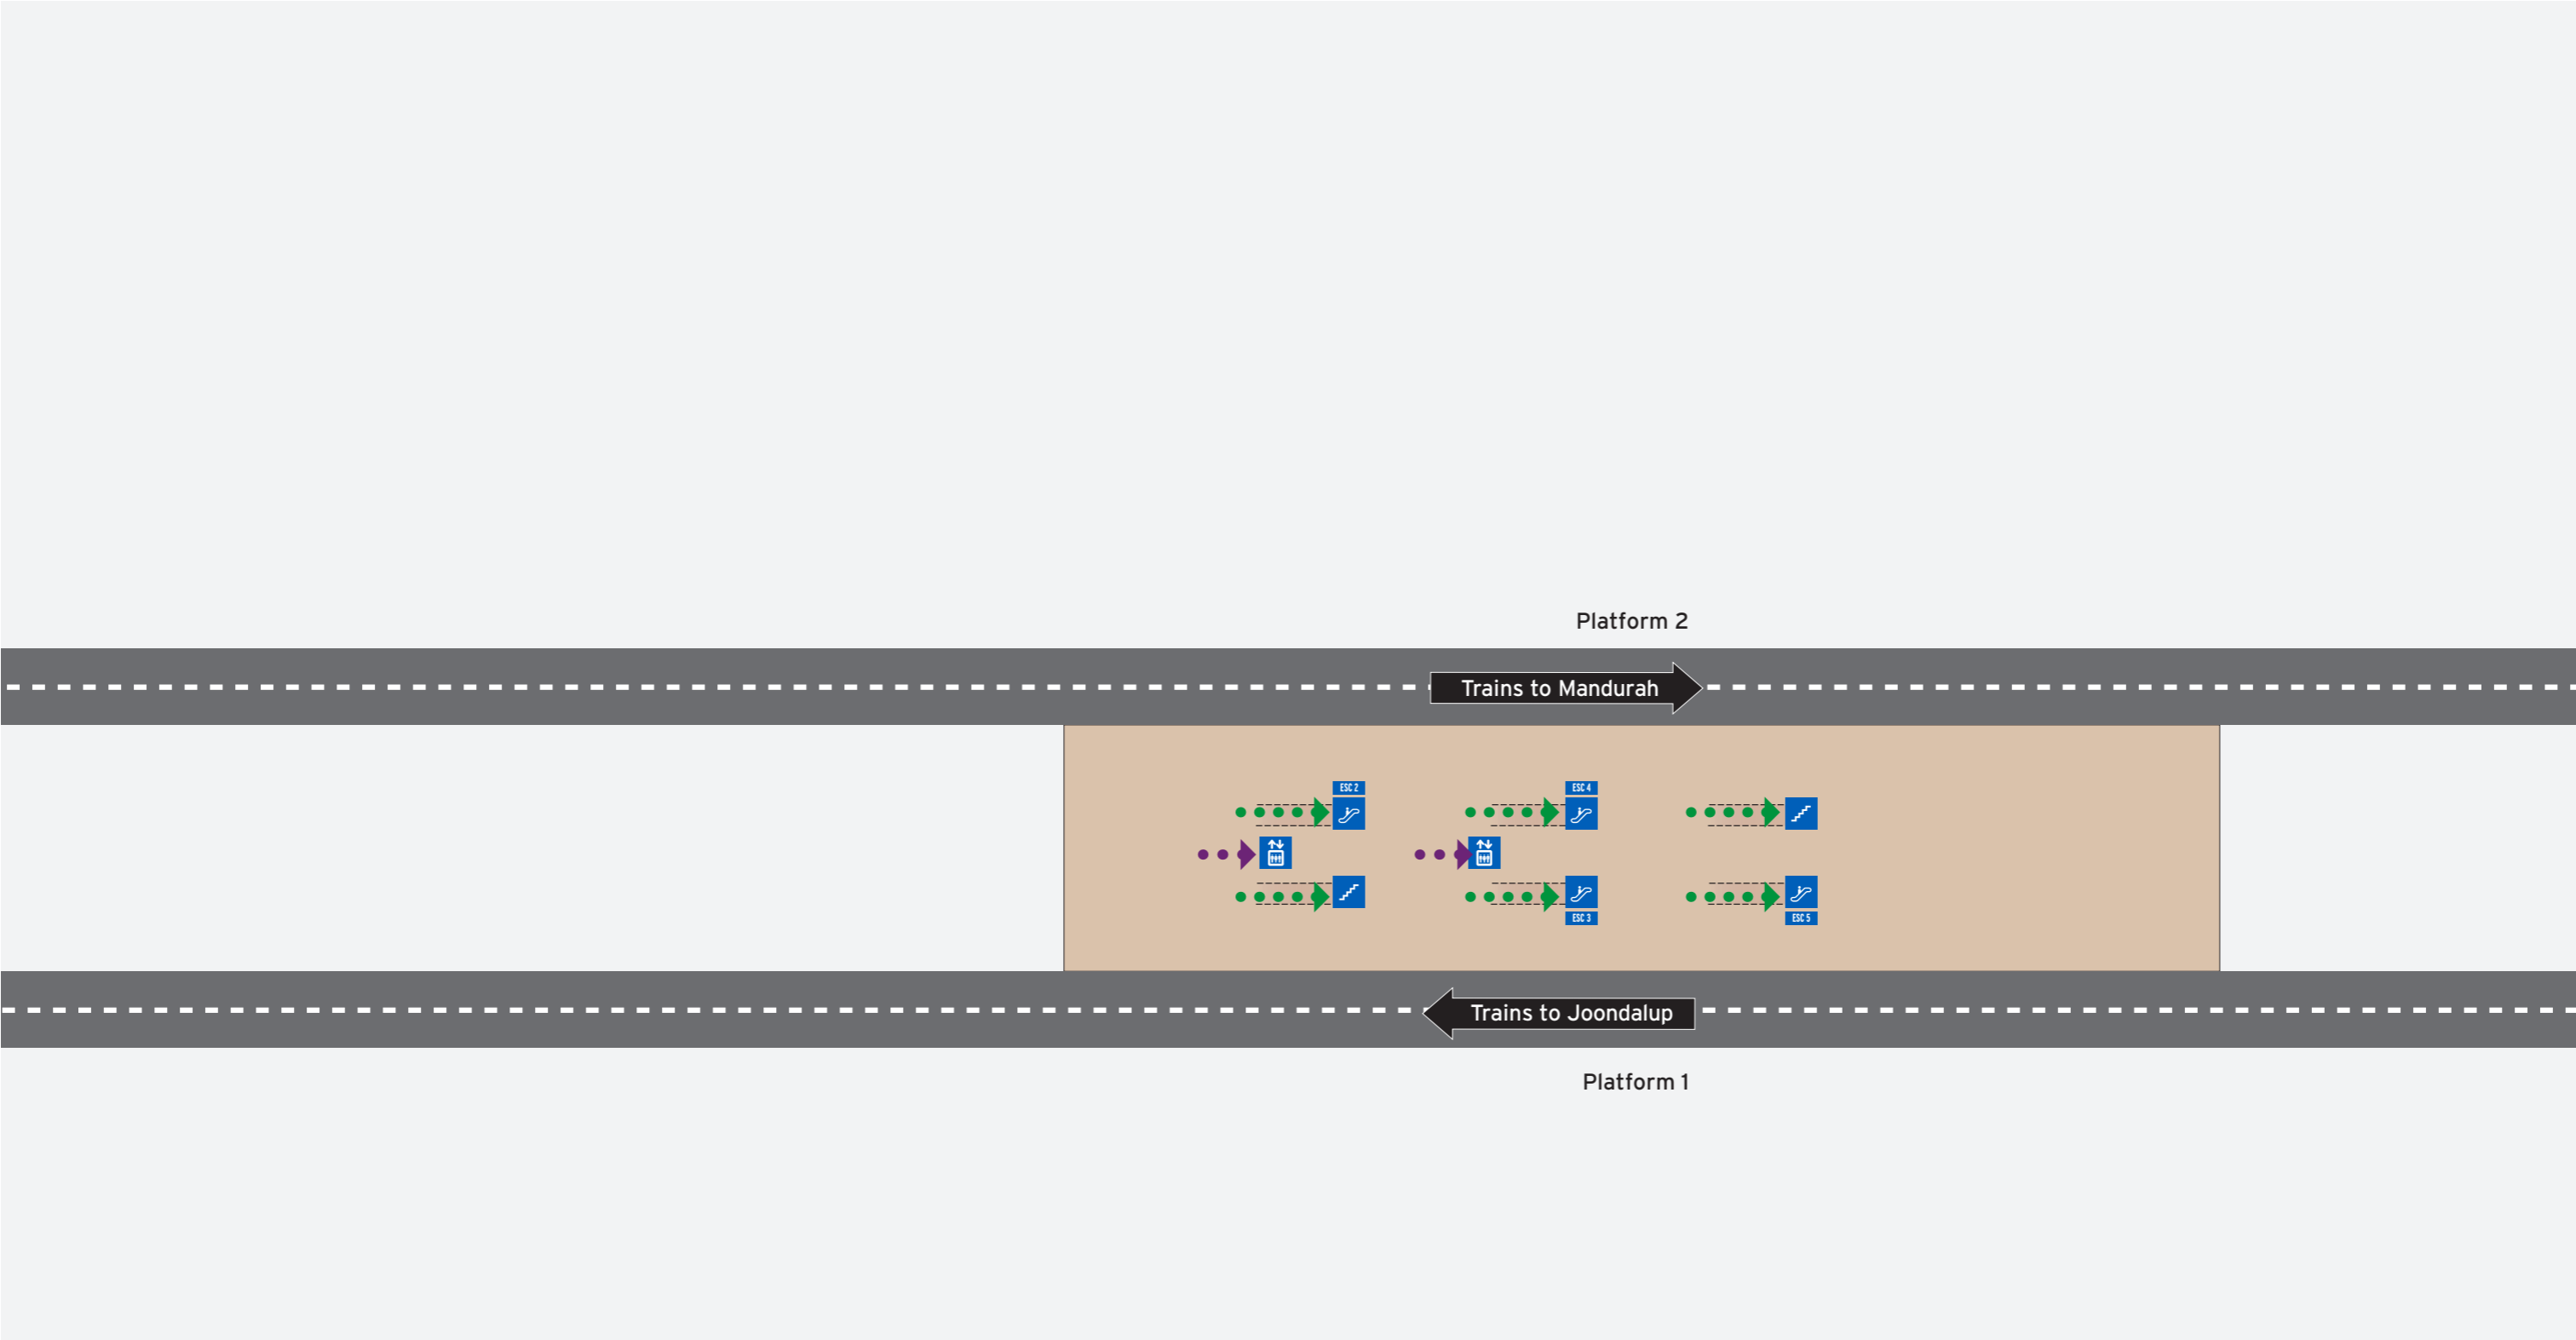 Platform 2
Trains to Mandurah
ESC 2
ESC 4
ESC 3
ESC 5
Trains to Joondalup
Platform 1